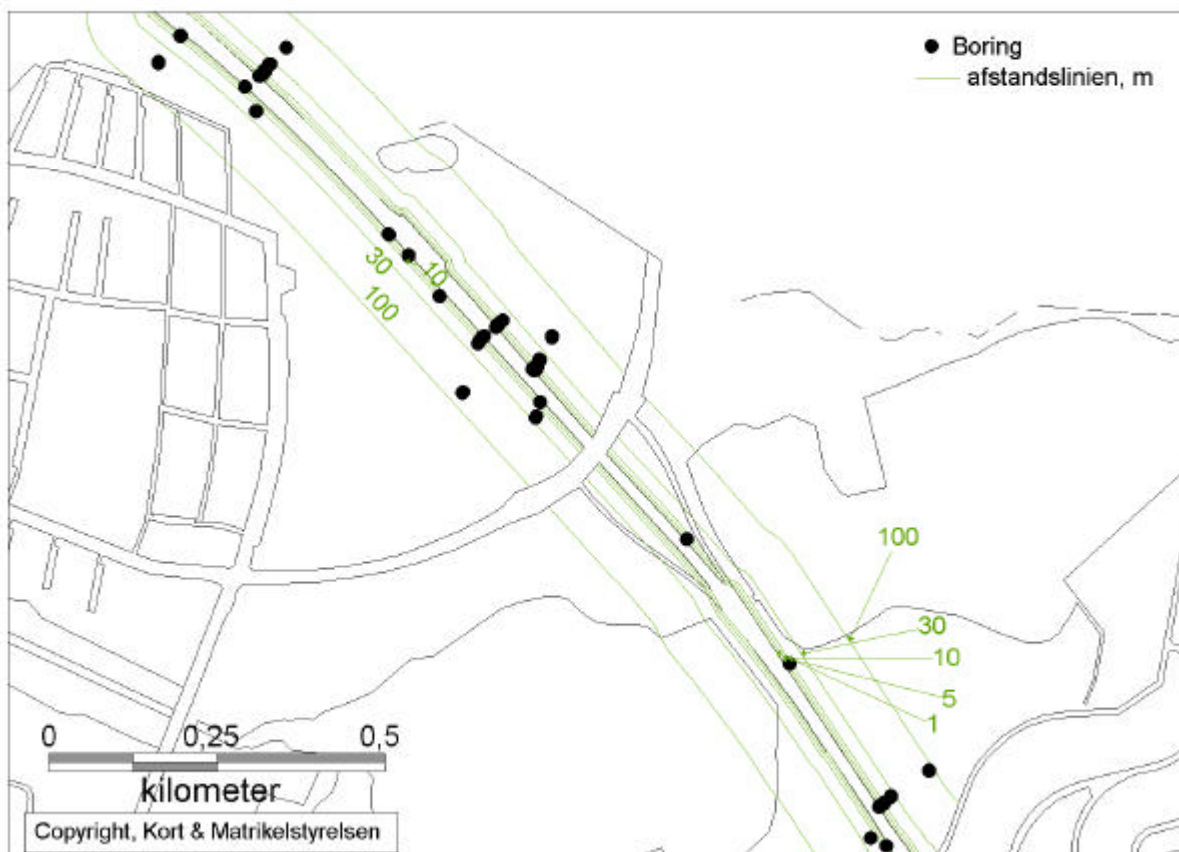 Boring
afstandslinien, m
30
10
100
100
30
10
5
1
0 0,25 0,5
kilometer
Copyright, Kort & Matrikelstyrelsen